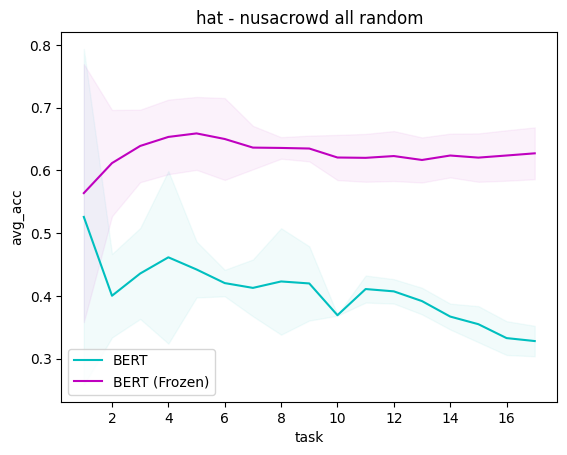 hat - nusacrowd all random
avg_acc
0.8
0.7
0.6
0.5
0.4
0.3
BERT
BERT (Frozen)
2 4 6 8 10 12 14 16
task